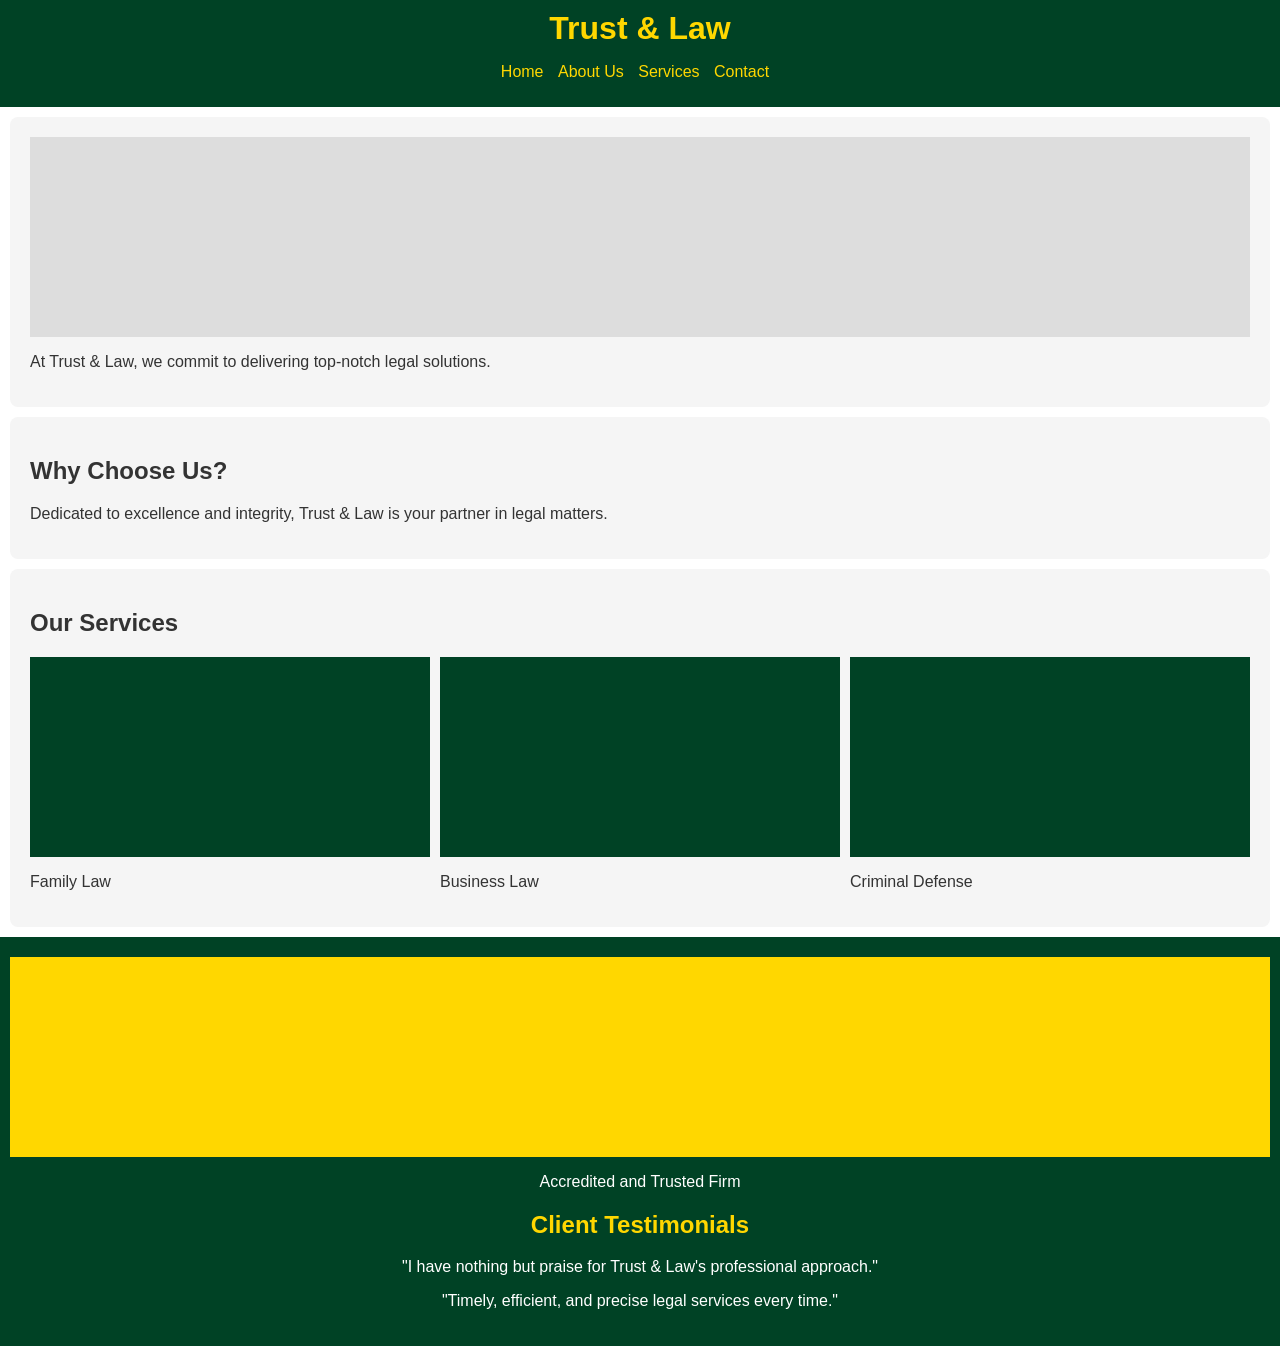 Trust & Law
Home About Us Services Contact
At Trust & Law, we commit to delivering top-notch legal solutions.
Why Choose Us?
Dedicated to excellence and integrity, Trust & Law is your partner in legal matters.
Our Services
Family Law Business Law Criminal Defense
Accredited and Trusted Firm
Client Testimonials
"I have nothing but praise for Trust & Law's professional approach."
"Timely, efficient, and precise legal services every time."